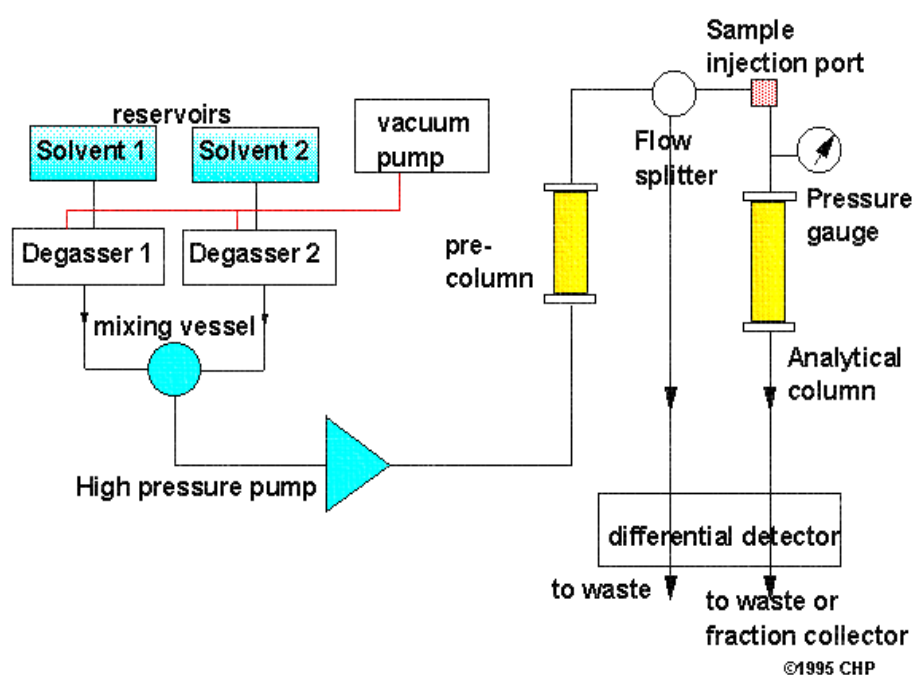 Sample
injection port
reservoirs
Solvent 1
Solvent 2
vacuum
pump
Flow
splitter
Degasser 1
Degasser 2
pre-
column
Pressure
gauge
mixing vessel
Analytical
column
High pressure pump
differential detector
to waste
to waste or
fraction collector
©1995 CHP